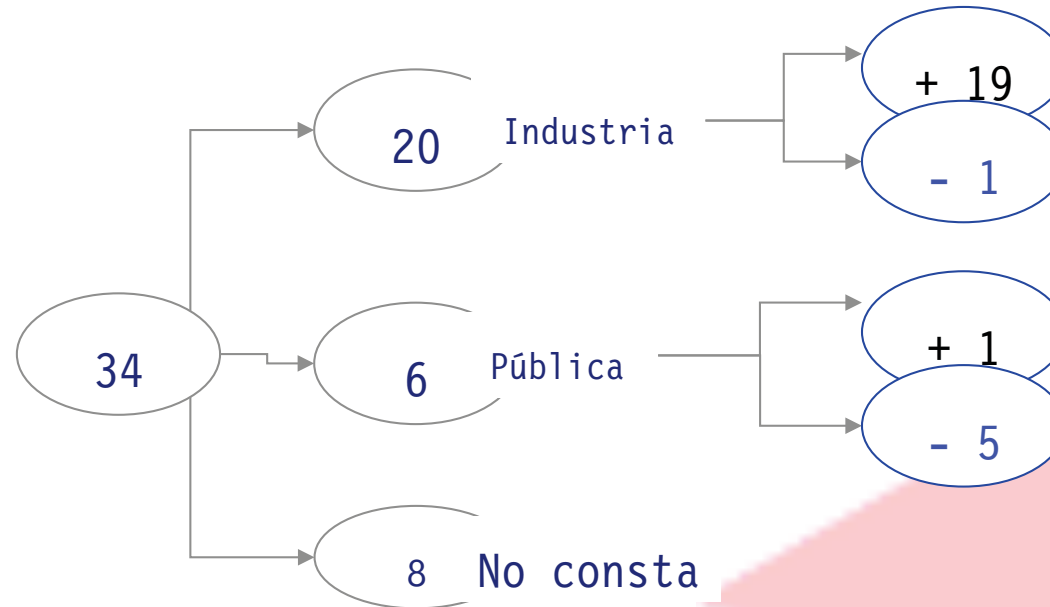 + 19
20 Industria
- 1
34
6 Pública
+ 1
- 5
8 No consta